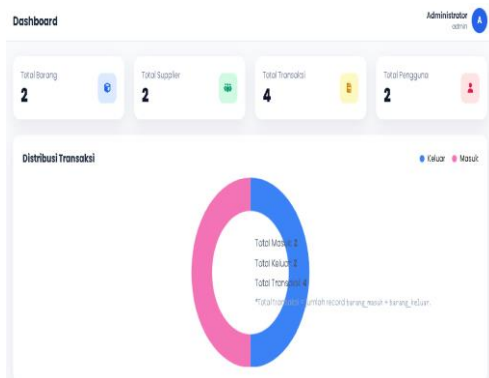 Dashboard
Administrator
admin
A
Total Barang
2
Total Supplier
2
Total Transaksi
4
Total Pengguna
2
Distribusi Transaksi
Keluar
Masuk
Total Masuk: 2
Total Keluar: 2
Total Transaksi: 4
*Total transaksi = jumlah record barang_masuk + barang_keluar.